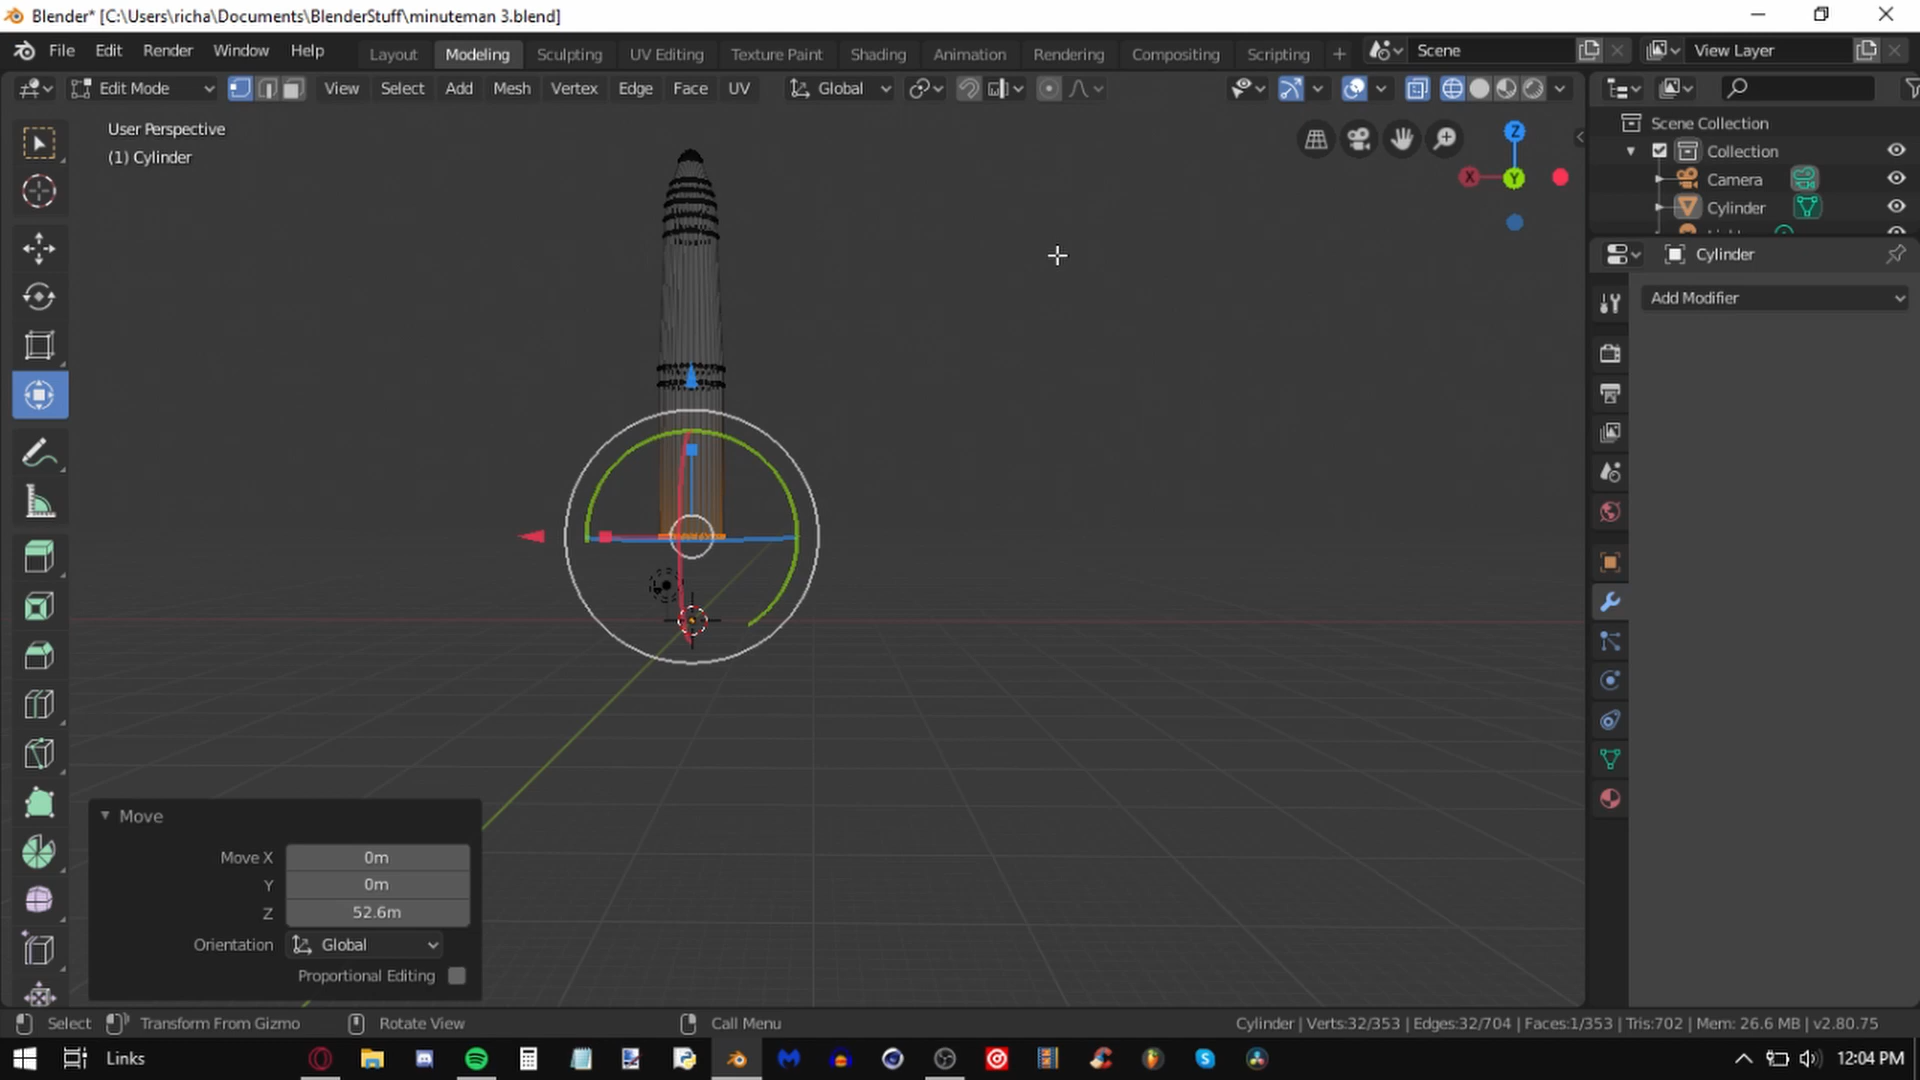 Blender* [C:\Users\richa\Documents\BlenderStuff\minuteman 3.blend]
File Edit Render Window Help Layout Modeling Sculpting UV Editing Texture Paint Shading Animation Rendering Compositing Scripting + Scene View Layer
Edit Mode View Select Add Mesh Vertex Edge Face UV Global
User Perspective
(1) Cylinder
Z
X
Y
Scene Collection
Collection
Camera
Cylinder
Cylinder
Add Modifier
Move
Move X 0m
Y 0m
Z 52.6m
Orientation Global
Proportional Editing
Select Transform From Gizmo Rotate View Call Menu Cylinder | Verts:32/353 | Edges:32/704 | Faces:1/353 | Tris:702 | Mem: 26.6 MB | v2.80.75
Links 12:04 PM